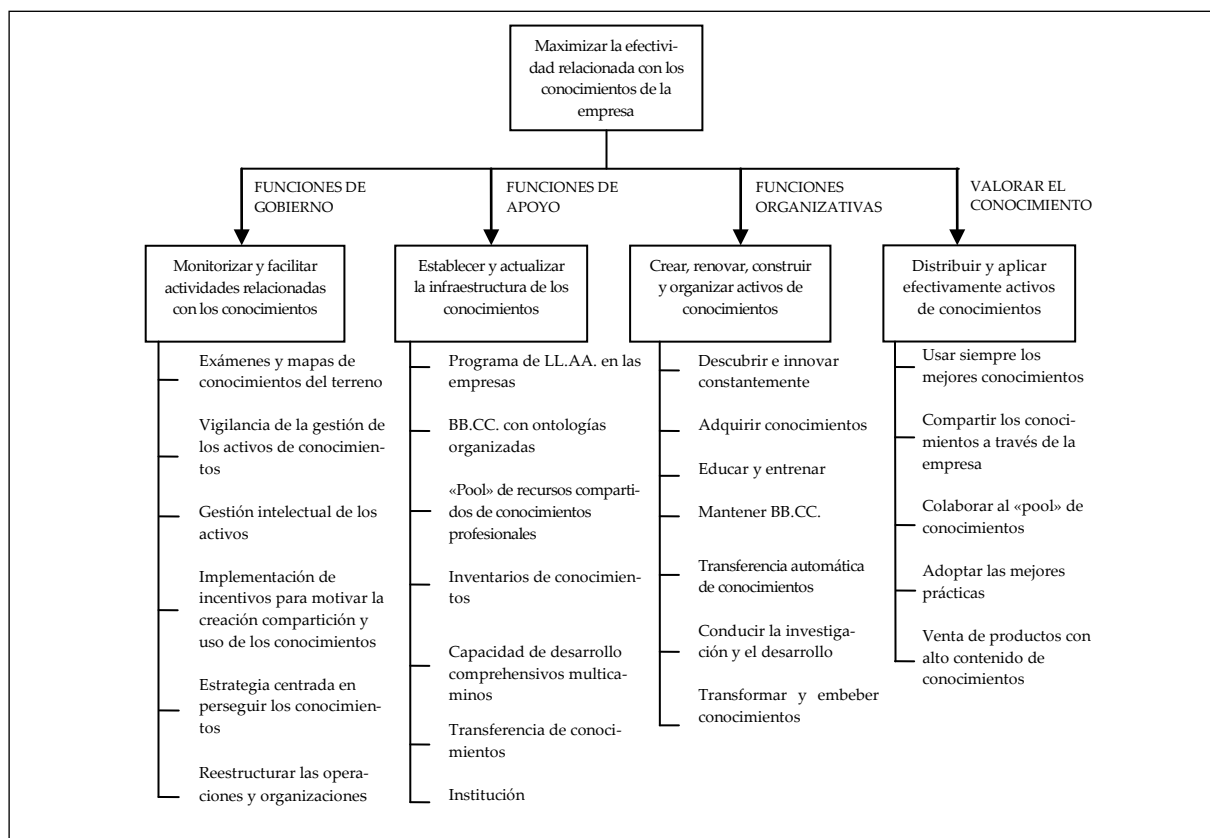 Maximizar la efectivi-
dad relacionada con los
conocimientos de la
empresa
FUNCIONES DE
GOBIERNO
FUNCIONES DE
APOYO
FUNCIONES
ORGANIZATIVAS
VALORAR EL
CONOCIMIENTO
Monitorizar y facilitar
actividades relacionadas
con los conocimientos
Establecer y actualizar
la infraestructura de los
conocimientos
Crear, renovar, construir
y organizar activos de
conocimientos
Distribuir y aplicar
efectivamente activos
de conocimientos
Exámenes y mapas de
conocimientos del terreno
Vigilancia de la gestión de
los activos de conocimien-
tos
Gestión intelectual de los
activos
Implementación de
incentivos para motivar la
creación compartición y
uso de los conocimientos
Estrategia centrada en
perseguir los conocimien-
tos
Reestructurar las opera-
ciones y organizaciones
Programa de LL.AA. en las
empresas
BB.CC. con ontologías
organizadas
«Pool» de recursos comparti-
dos de conocimientos
profesionales
Inventarios de conocimien-
tos
Capacidad de desarrollo
comprehensivos multica-
minos
Transferencia de conoci-
mientos
Institución
Descubrir e innovar
constantemente
Adquirir conocimientos
Educar y entrenar
Mantener BB.CC.
Transferencia automática
de conocimientos
Conducir la investiga-
ción y el desarrollo
Transformar y embeber
conocimientos
Usar siempre los
mejores conocimientos
Compartir los conoci-
mientos a través de la
empresa
Colaborar al «pool» de
conocimientos
Adoptar las mejores
prácticas
Venta de productos con
alto contenido de
conocimientos